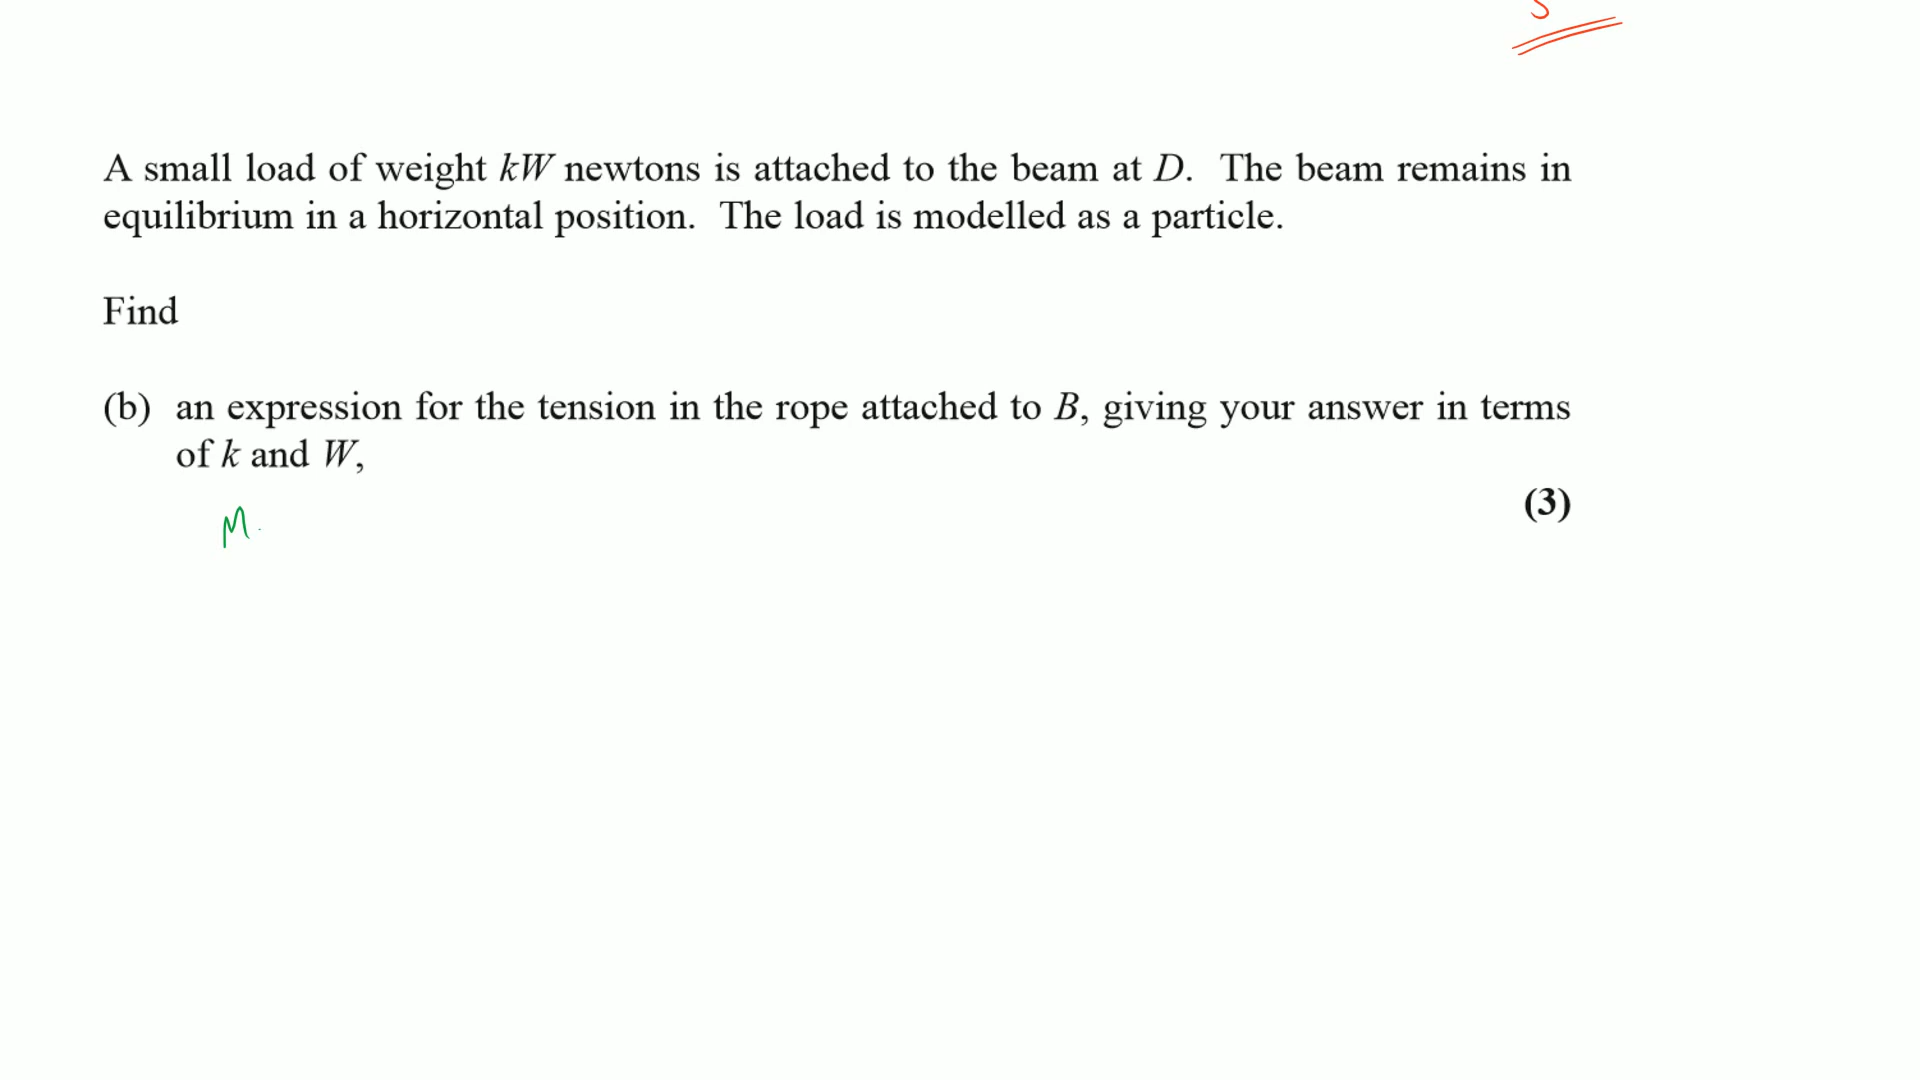 A small load of weight kW newtons is attached to the beam at D. The beam remains in
equilibrium in a horizontal position. The load is modelled as a particle.
Find
(b) an expression for the tension in the rope attached to B, giving your answer in terms
of k and W,
(3)
M